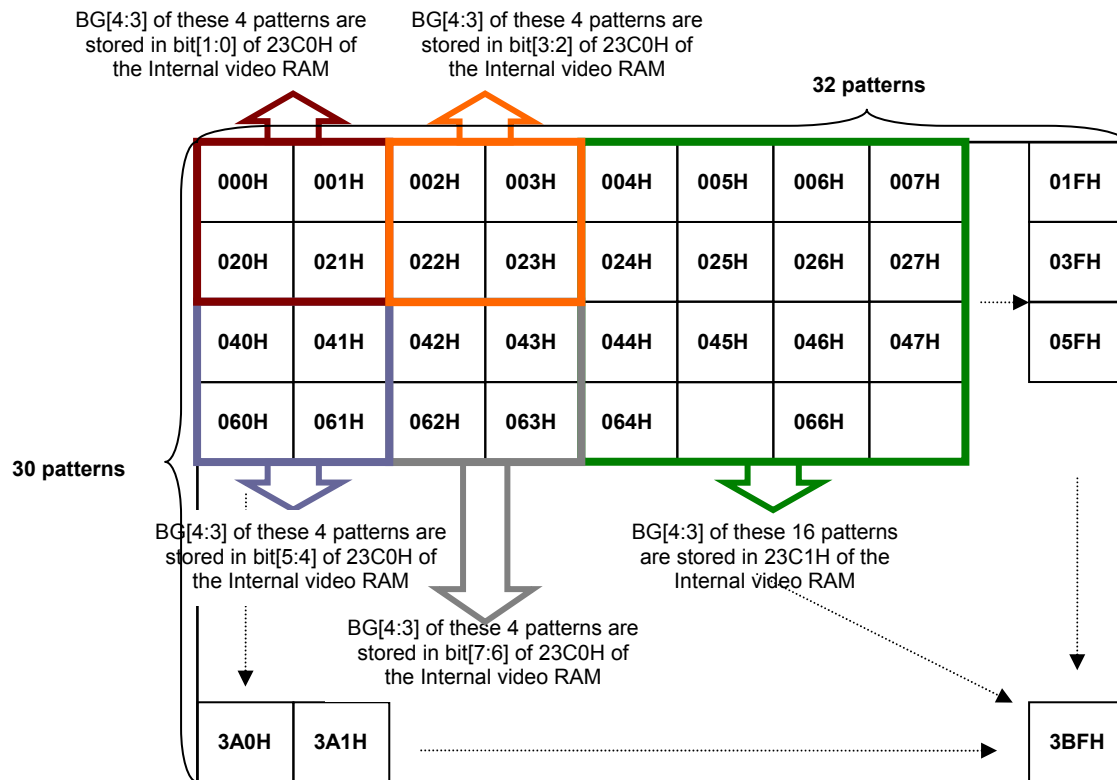 BG[4:3] of these 4 patterns are
stored in bit[1:0] of 23C0H of
the Internal video RAM
BG[4:3] of these 4 patterns are
stored in bit[3:2] of 23C0H of
the Internal video RAM
32 patterns
000H 001H 002H 003H 004H 005H 006H 007H 01FH
020H 021H 022H 023H 024H 025H 026H 027H 03FH
040H 041H 042H 043H 044H 045H 046H 047H 05FH
060H 061H 062H 063H 064H 066H
30 patterns
BG[4:3] of these 4 patterns are
stored in bit[5:4] of 23C0H of
the Internal video RAM
BG[4:3] of these 16 patterns
are stored in 23C1H of the
Internal video RAM
BG[4:3] of these 4 patterns are
stored in bit[7:6] of 23C0H of
the Internal video RAM
3A0H 3A1H 3BFH